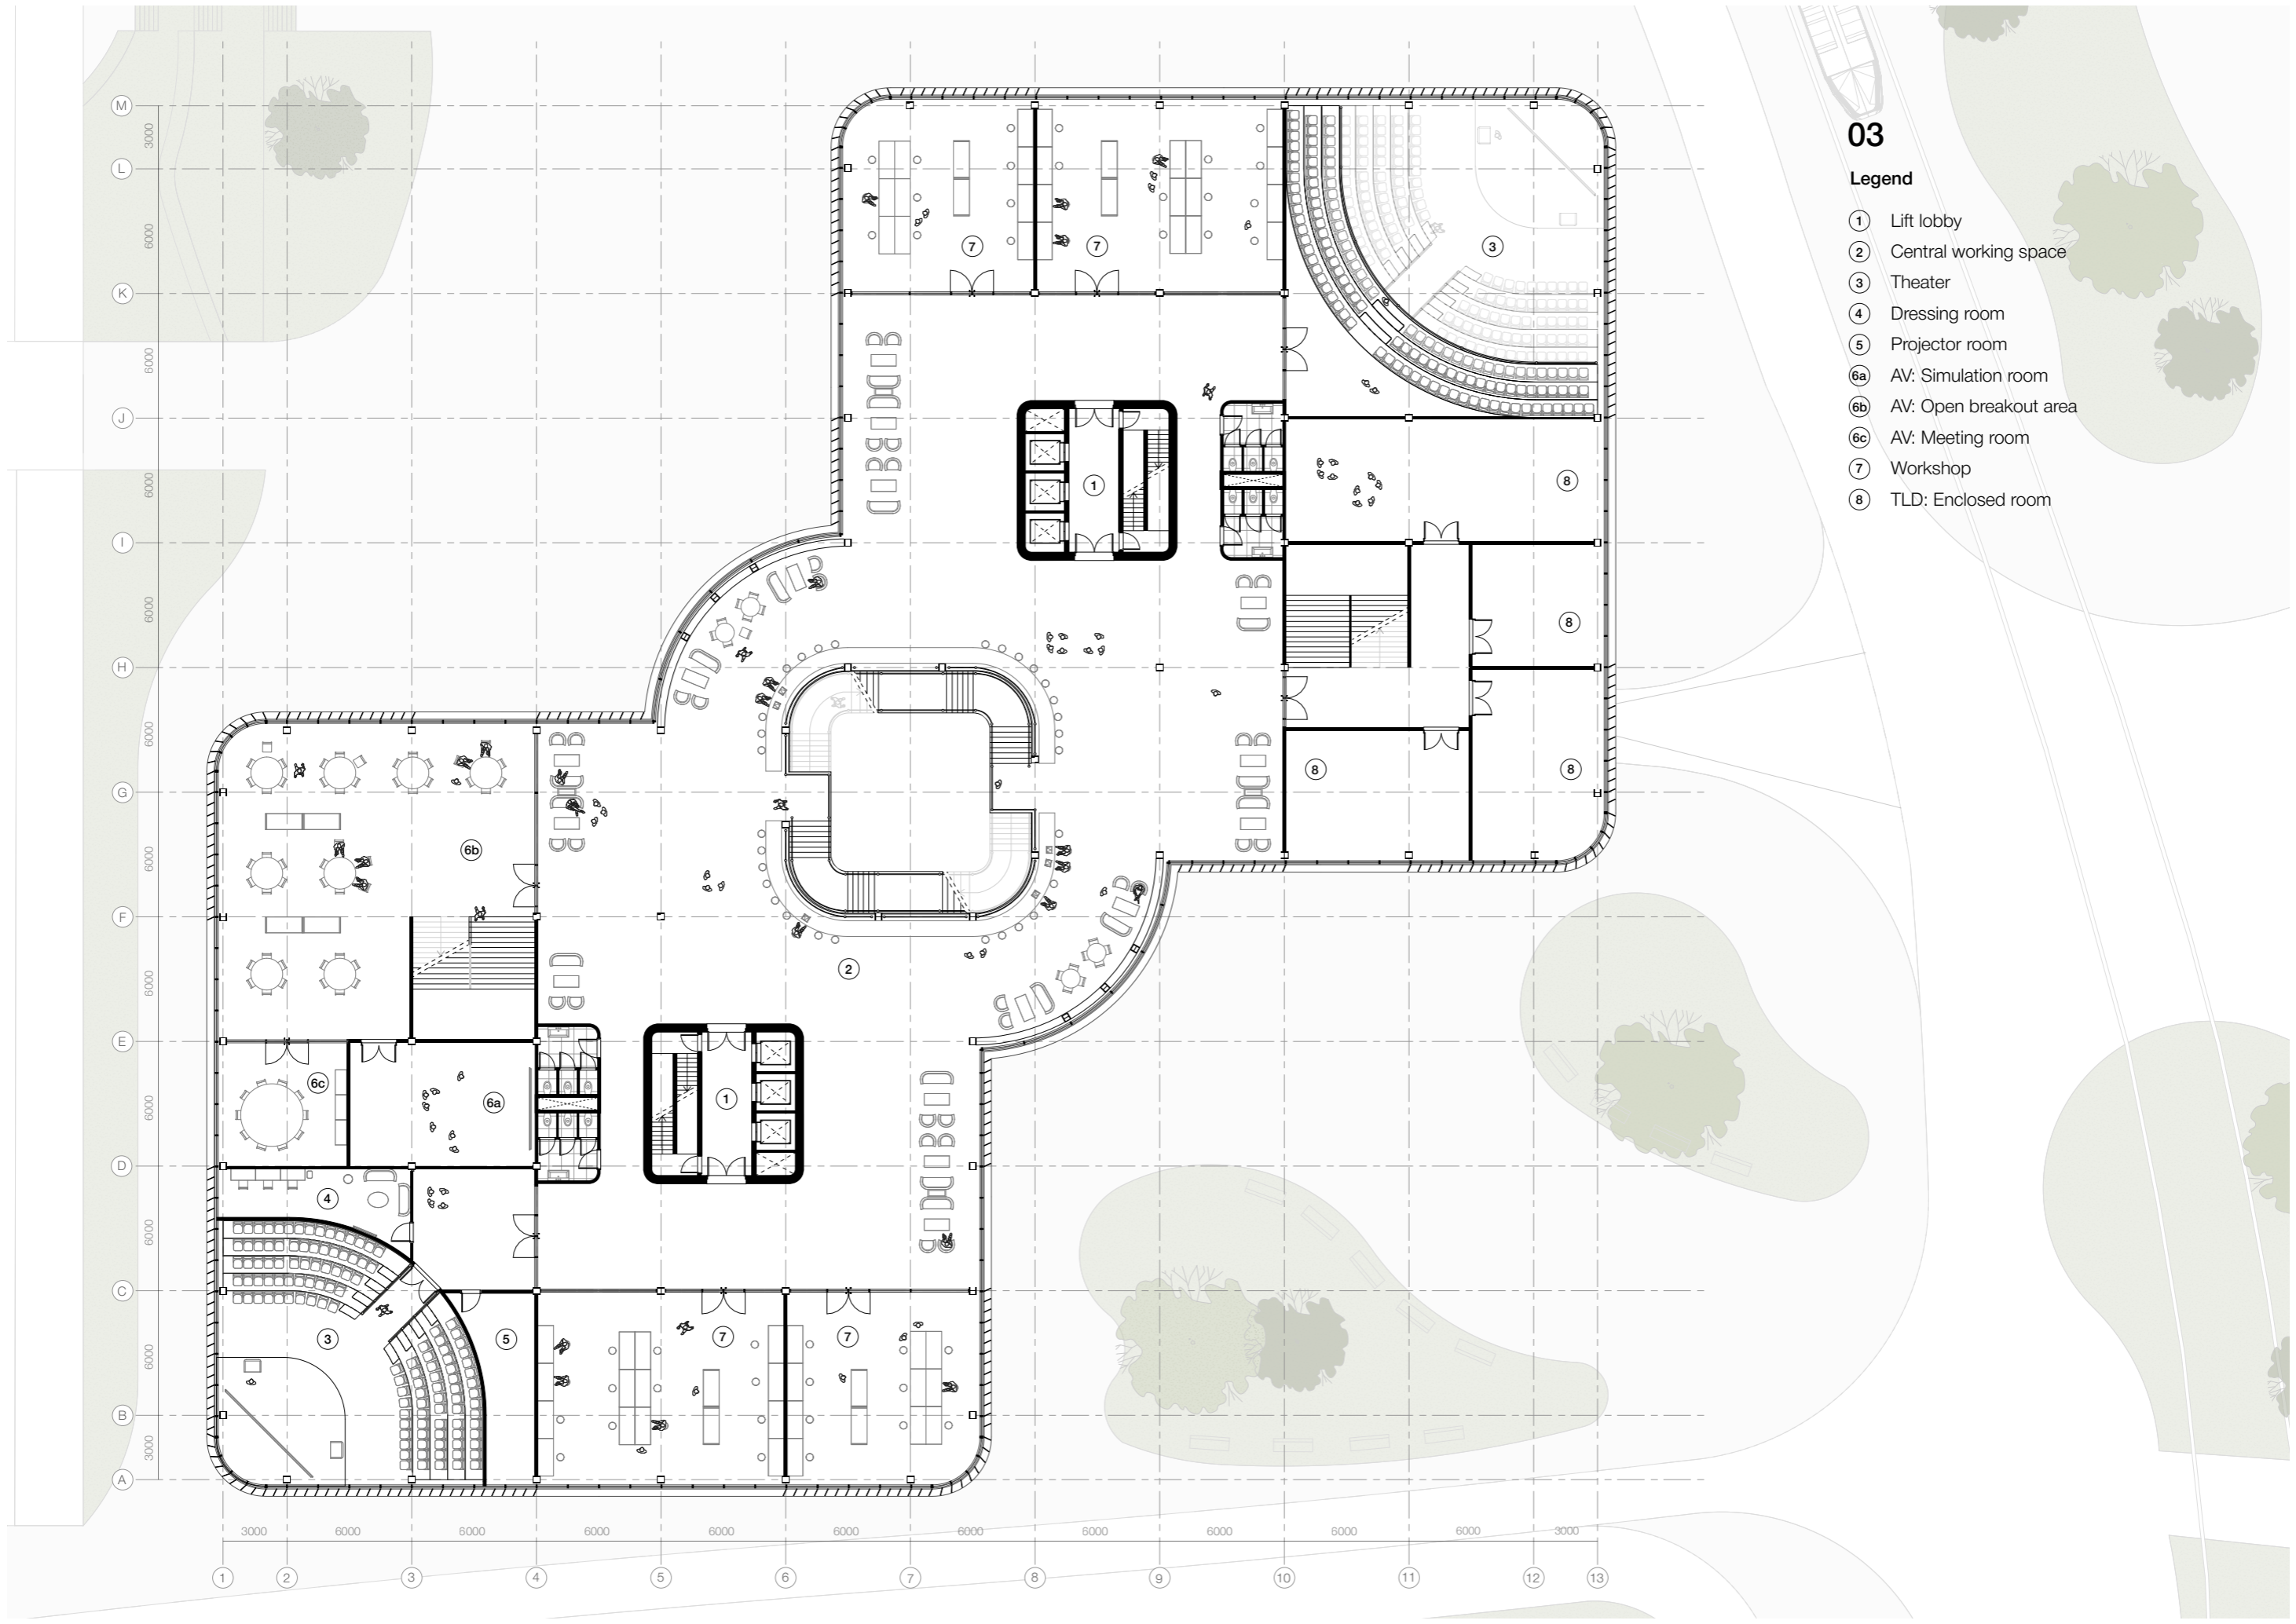 03
Legend
1 Lift lobby
2 Central working space
3 Theater
4 Dressing room
5 Projector room
6a AV: Simulation room
6b AV: Open breakout area
6c AV: Meeting room
7 Workshop
8 TLD: Enclosed room
M
3000
L
6000
K
6000
J
6000
I
6000
H
6000
G
6000
F
6000
E
6000
D
6000
C
6000
B
3000
A
7 7 3
1 8
8
8 8
6b
2
6c 6a 1
4
3 5 7 7
3000 6000 6000 6000 6000 6000 6000 6000 6000 6000 6000 3000
1 2 3 4 5 6 7 8 9 10 11 12 13